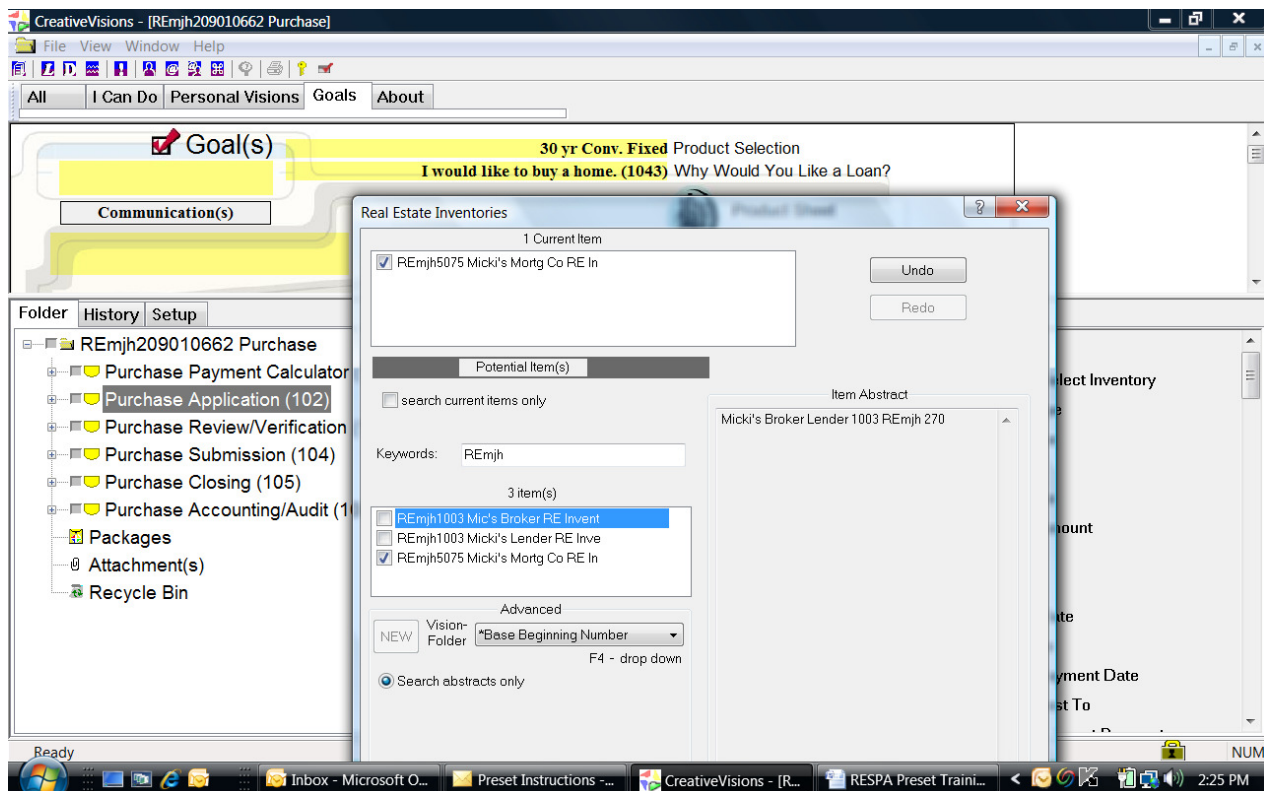 CreativeVisions - [REmjh209010662 Purchase]
File View Window Help
All I Can Do Personal Visions Goals About
Goal(s)
30 yr Conv. Fixed Product Selection
I would like to buy a home. (1043) Why Would You Like a Loan?
Communication(s)
Product Sheet
Real Estate Inventories
1 Current Item
REmjh5075 Micki's Mortg Co RE In
Undo
Redo
Potential Item(s)
search current items only
Keywords: REmjh
3 item(s)
REmjh1003 Mic's Broker RE Invent
REmjh1003 Micki's Lender RE Inve
REmjh5075 Micki's Mortg Co RE In
Advanced
NEW Vision-Folder *Base Beginning Number
F4 - drop down
Search abstracts only
Item Abstract
Micki's Broker Lender 1003 REmjh 270
Folder History Setup
REmjh209010662 Purchase
Purchase Payment Calculator
Purchase Application (102)
Purchase Review/Verification
Purchase Submission (104)
Purchase Closing (105)
Purchase Accounting/Audit (1
Packages
Attachment(s)
Recycle Bin
lect Inventory
ount
ate
yment Date
st To
Ready
NUM
Inbox - Microsoft O...
Preset Instructions -...
CreativeVisions - [R...
RESPA Preset Traini...
2:25 PM